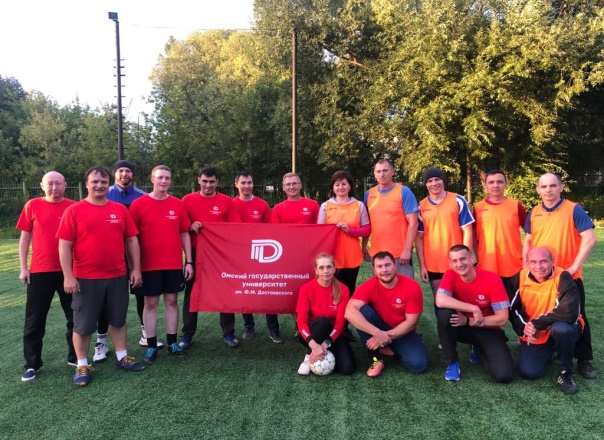 Омский государственный
университет
им. Ф.М. Достоевского